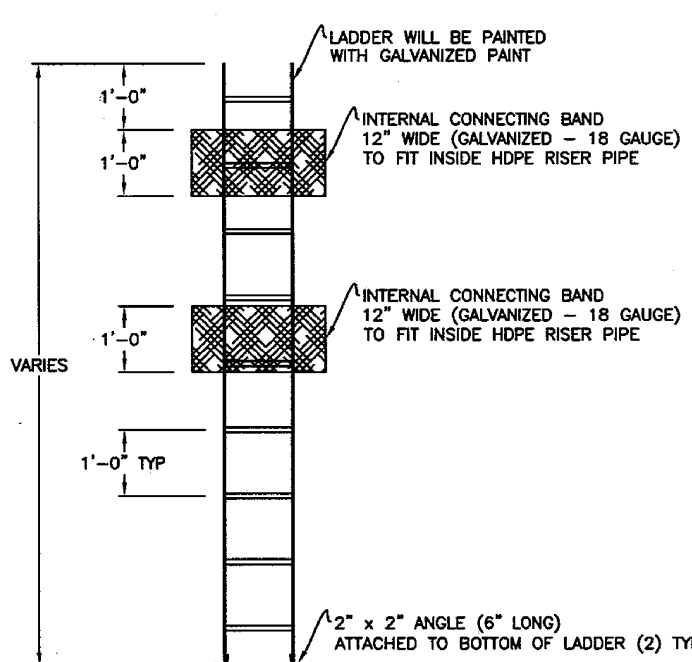 LADDER WILL BE PAINTED
WITH GALVANIZED PAINT
1'-0"
INTERNAL CONNECTING BAND
12" WIDE (GALVANIZED - 18 GAUGE)
TO FIT INSIDE HDPE RISER PIPE
1'-0"
INTERNAL CONNECTING BAND
12" WIDE (GALVANIZED - 18 GAUGE)
TO FIT INSIDE HDPE RISER PIPE
1'-0"
VARIES
1'-0" TYP
2" x 2" ANGLE (6" LONG)
ATTACHED TO BOTTOM OF LADDER (2) TY